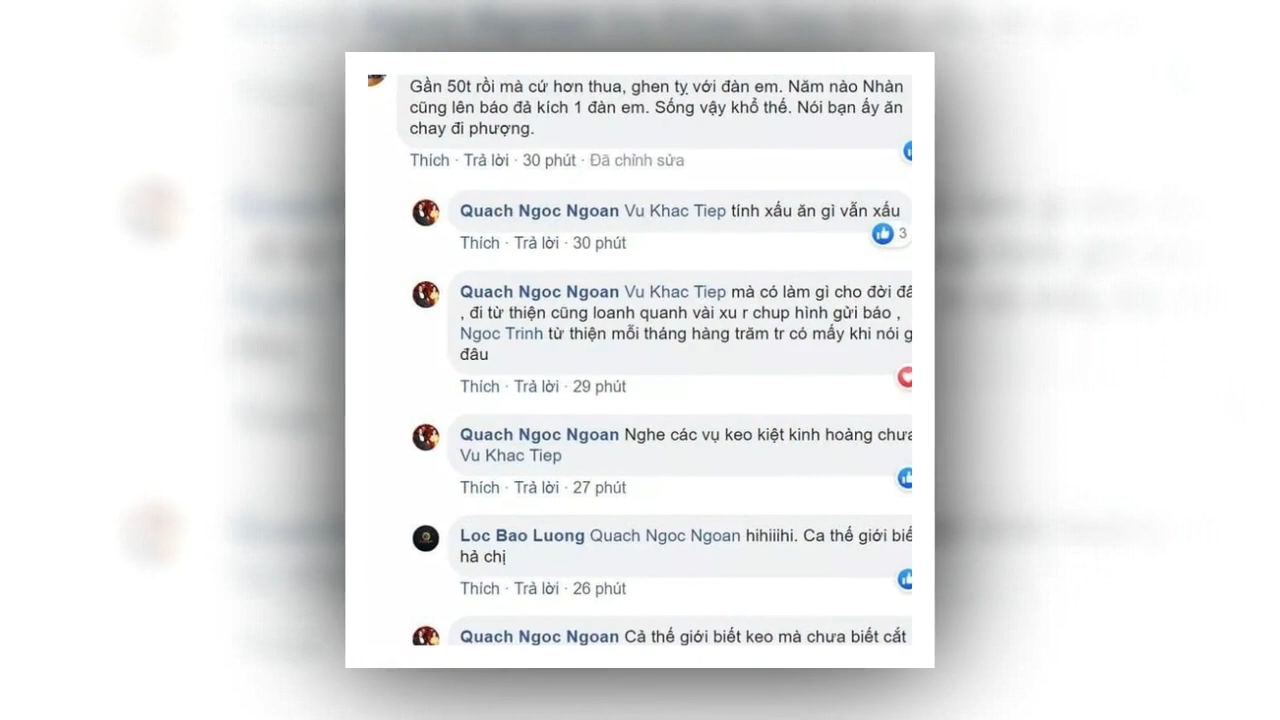 Gần 50t rồi mà cứ hơn thua, ghen tỵ với đàn em. Năm nào Nhàn
cũng lên báo đả kích 1 đàn em. Sống vậy khổ thế. Nói bạn ấy ăn
chay đi phượng.
Thích · Trả lời · 30 phút · Đã chỉnh sửa
Quach Ngoc Ngoan Vu Khac Tiep tính xấu ăn gì vẫn xấu
3
Thích · Trả lời · 30 phút
Quach Ngoc Ngoan Vu Khac Tiep mà có làm gì cho đời
, đi từ thiện cũng loanh quanh vài xu r chup hình gửi báo ,
Ngoc Trinh từ thiện mỗi tháng hàng trăm tr có mấy khi nói
đâu
Thích · Trả lời · 29 phút
Quach Ngoc Ngoan Nghe các vụ keo kiệt kinh hoàng chưa
Vu Khac Tiep
Thích · Trả lời · 27 phút
Loc Bao Luong Quach Ngoc Ngoan hihiiihi. Ca thế giới
hả chị
Thích · Trả lời · 26 phút
Quach Ngoc Ngoan Cả thế giới biết keo mà chưa biết cắt